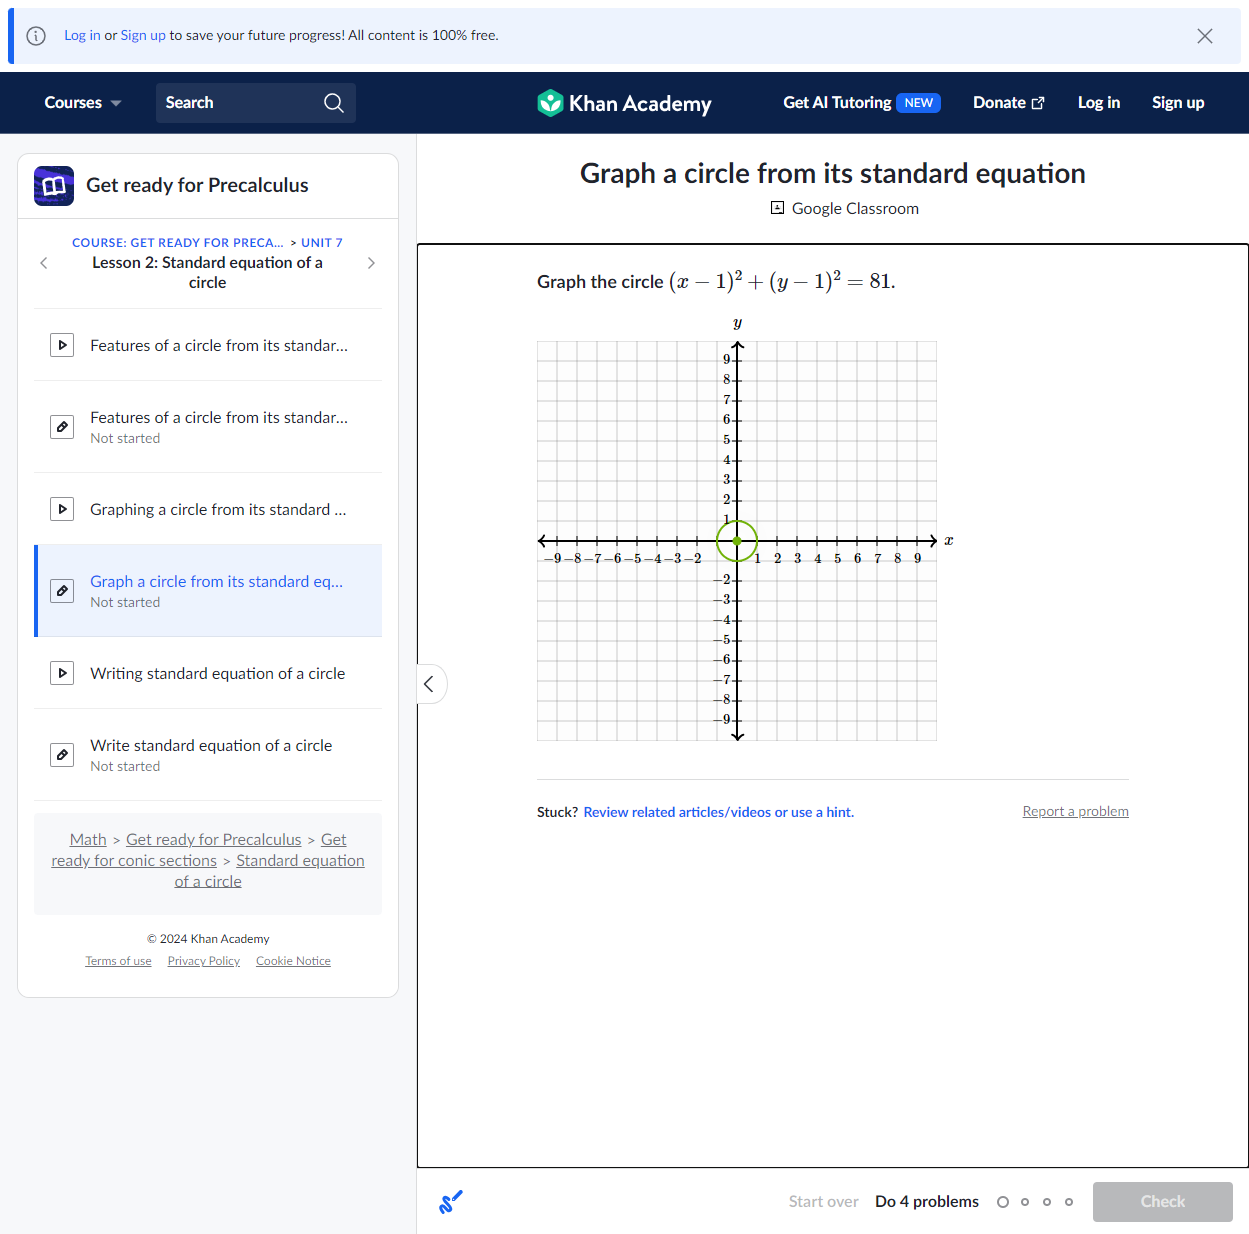 Log in or Sign up to save your future progress! All content is 100% free.
Courses
Search
Khan Academy
Get AI Tutoring NEW
Donate
Log in
Sign up
Get ready for Precalculus
COURSE: GET READY FOR PRECA... > UNIT 7
Lesson 2: Standard equation of a
circle
Features of a circle from its standar...
Features of a circle from its standar...
Not started
Graphing a circle from its standard ...
Graph a circle from its standard eq...
Not started
Writing standard equation of a circle
Write standard equation of a circle
Not started
Math > Get ready for Precalculus > Get
ready for conic sections > Standard equation
of a circle
© 2024 Khan Academy
Terms of use Privacy Policy Cookie Notice
Graph a circle from its standard equation
Google Classroom
Graph the circle (x − 1)² + (y − 1)² = 81.
y
9
8
7
6
5
4
3
2
1
x
−9 −8 −7 −6 −5 −4 −3 −2 1 2 3 4 5 6 7 8 9
−2
−3
−4
−5
−6
−7
−8
−9
Stuck? Review related articles/videos or use a hint.
Report a problem
Start over
Do 4 problems
Check